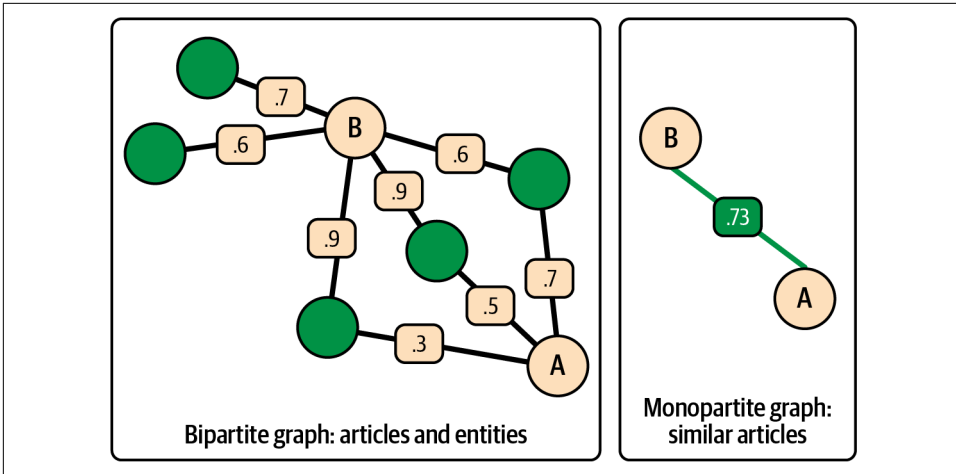 .7
B
.6
.6
.9
.9
.7
.5
.3
A
Bipartite graph: articles and entities
B
.73
A
Monopartite graph:
similar articles